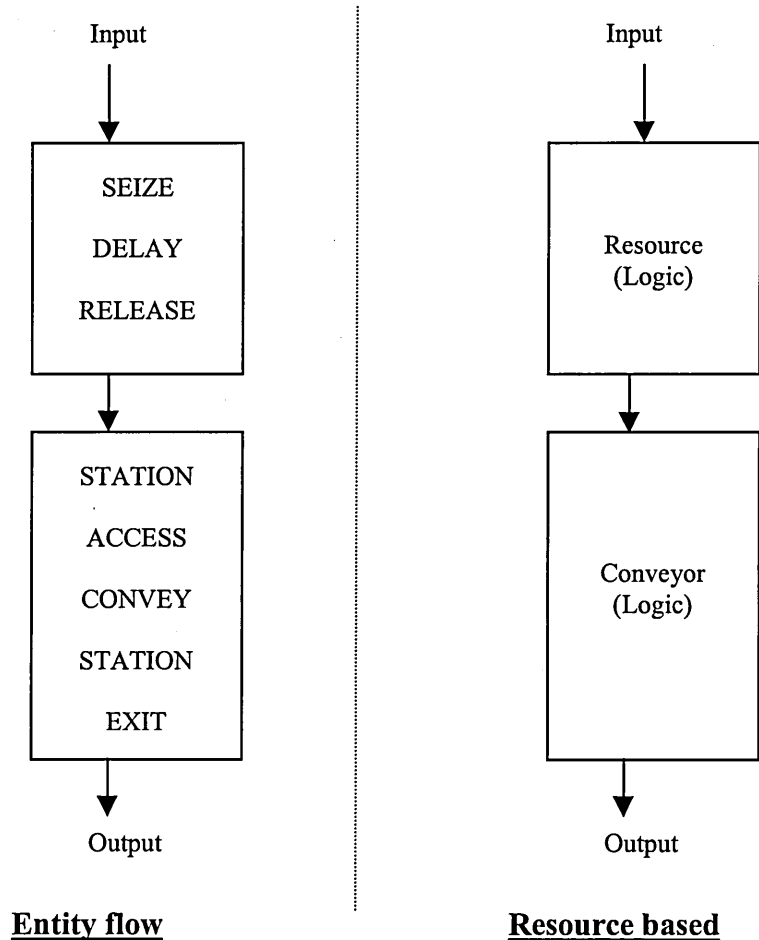 Input
SEIZE
DELAY
RELEASE
STATION
ACCESS
CONVEY
STATION
EXIT
Output
Entity flow
Input
Resource
(Logic)
Conveyor
(Logic)
Output
Resource based